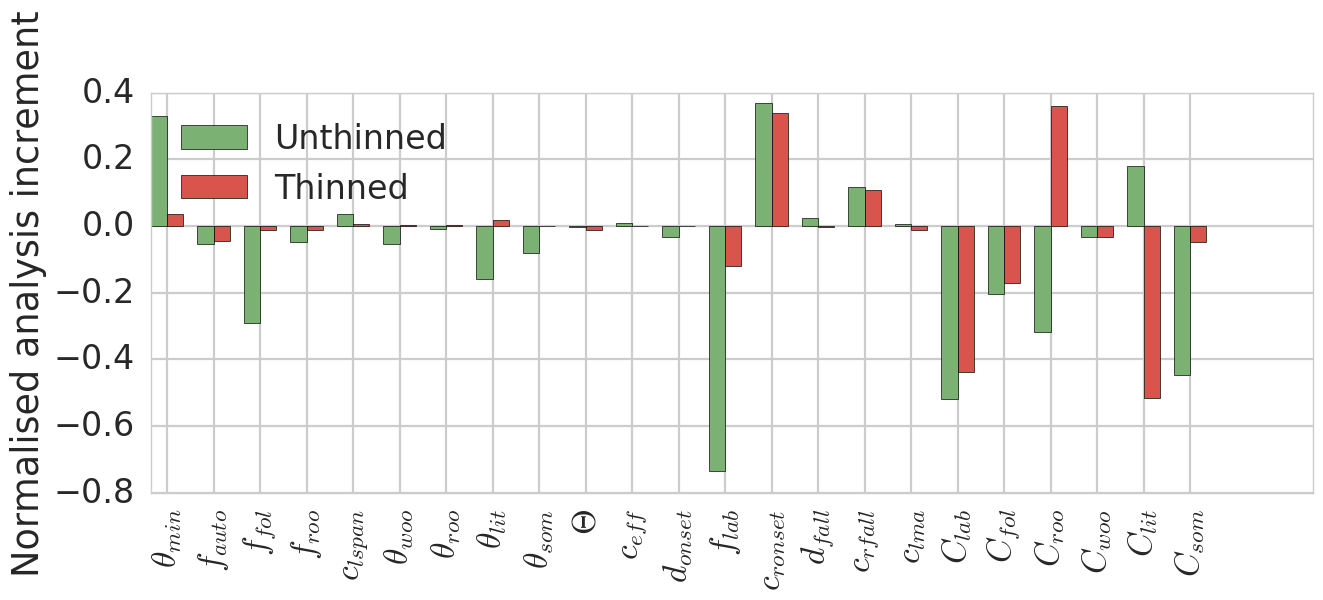 Normalised analysis increment
0.4
0.2
0.0
−0.2
−0.4
−0.6
−0.8
Unthinned
Thinned
θmin
fauto
ffol
froo
clspan
θwoo
θroo
θlit
θsom
Θ
ceff
donset
flab
cronset
dfall
crfall
clma
Clab
Cfol
Croo
Cwoo
Clit
Csom